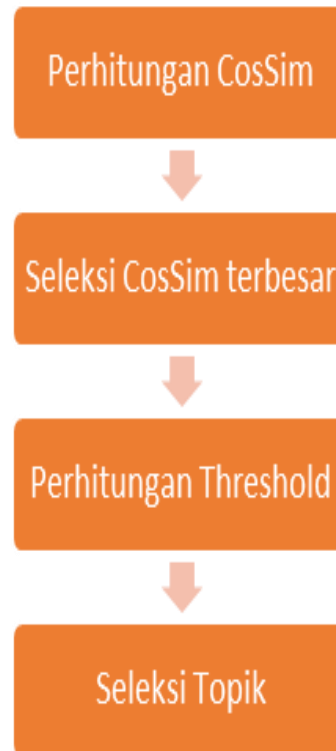 Perhitungan CosSim
Seleksi CosSim terbesar
Perhitungan Threshold
Seleksi Topik